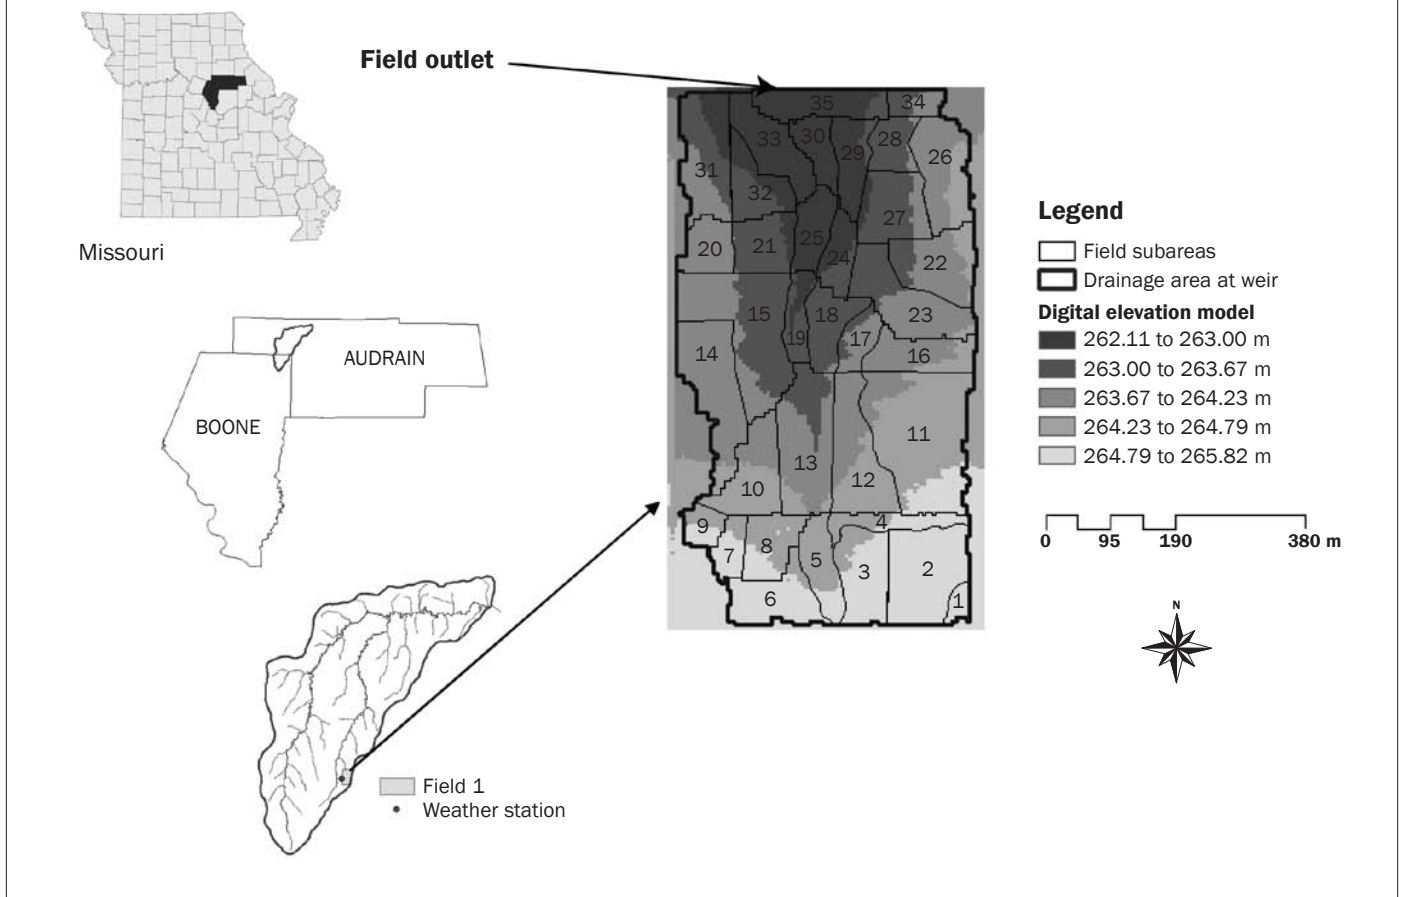 Field outlet
Missouri
AUDRAIN
BOONE
Field 1
Weather station
35
34
33
30
29
28
26
31
32
27
20
21
25
24
22
15
19
18
17
23
14
16
11
13
12
10
9
8
7
5
4
3
2
6
1
Legend
Field subareas
Drainage area at weir
Digital elevation model
262.11 to 263.00 m
263.00 to 263.67 m
263.67 to 264.23 m
264.23 to 264.79 m
264.79 to 265.82 m
0 95 190 380 m
N